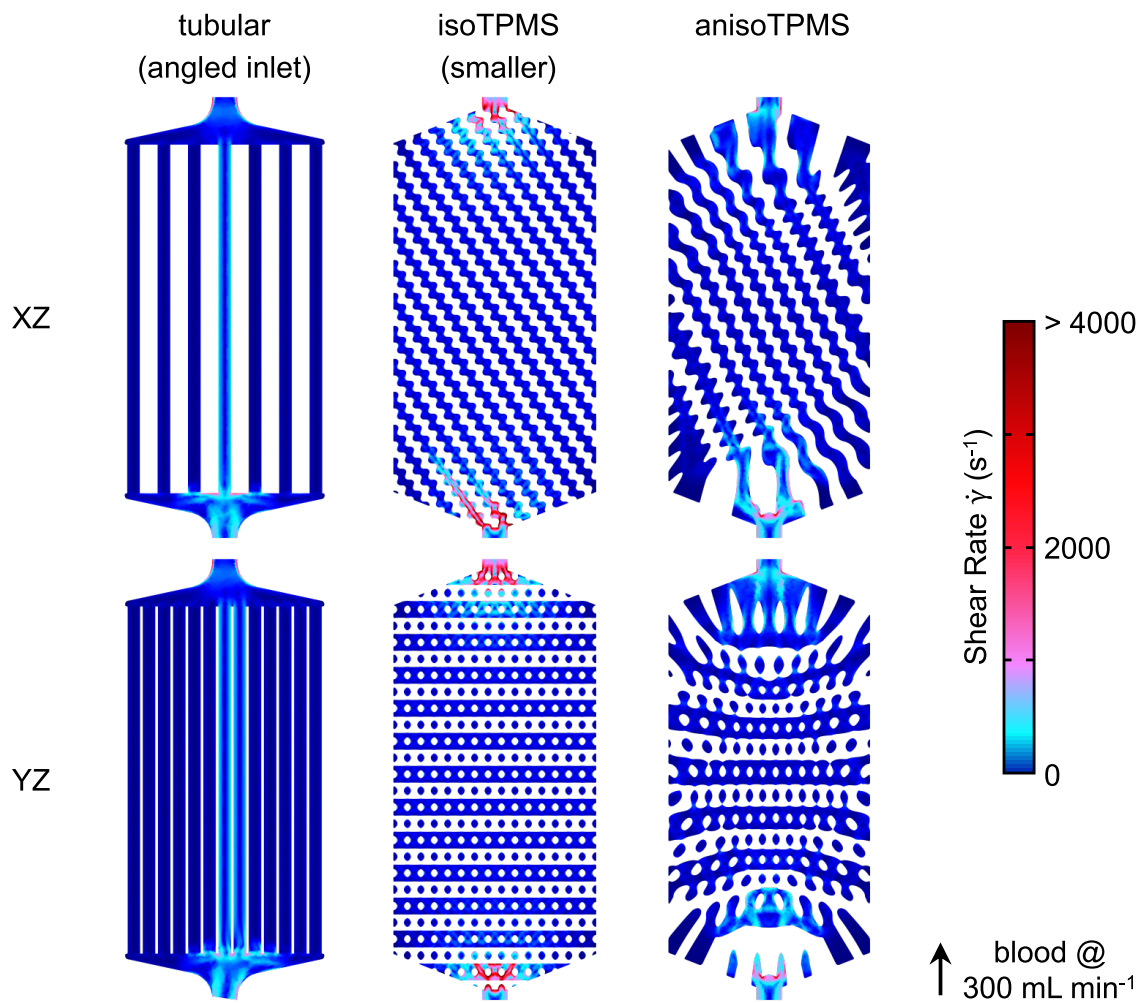 tubular
(angled inlet)
isoTPMS
(smaller)
anisoTPMS
XZ
YZ
Shear Rate γ̇ (s⁻¹)
> 4000
2000
0
blood @
300 mL min⁻¹